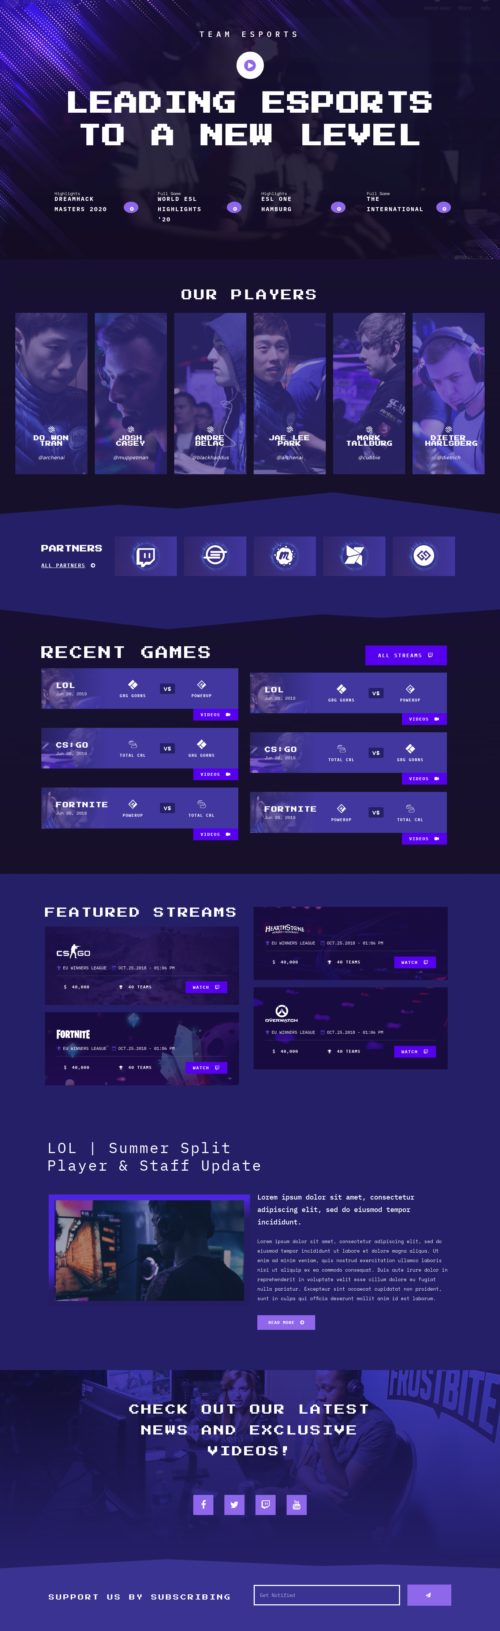 TEAM ESPORTS
LEADING ESPORTS
TO A NEW LEVEL
Highlights
DREAMHACK
MASTERS 2020
Full Game
WORLD ESL
HIGHLIGHTS
'20
Highlights
ESL ONE
HAMBURG
Full Game
THE
INTERNATIONAL
OUR PLAYERS
DO WON
TRAN
@archenai
JOSH
CASEY
@muppetman
ANDRE
BELAC
@blackhaddus
JAE LEE
PARK
MARK
TALLBURG
@cudbie
DIETER
HARLSBERG
@dietrich
PARTNERS
ALL PARTNERS
RECENT GAMES
ALL STREAMS
LOL
Jun 20, 2019
GRG GORNS
VS
POWERUP
VIDEOS
LOL
Jun 20, 2019
GRG GORNS
VS
POWERUP
VIDEOS
CS:GO
Jun 20, 2019
TOTAL CRL
VS
GRG GORNS
VIDEOS
CS:GO
Jun 20, 2019
TOTAL CRL
VS
GRG GORNS
VIDEOS
FORTNITE
Jun 20, 2019
POWERUP
VS
TOTAL CRL
VIDEOS
FORTNITE
Jun 20, 2019
POWERUP
VS
TOTAL CRL
VIDEOS
FEATURED STREAMS
CS GO
EU WINNERS LEAGUE OCT.25.2018 - 01:06 PM
$ 40,000 40 TEAMS WATCH
HEARTHSTONE
EU WINNERS LEAGUE OCT.25.2018 - 01:06 PM
$ 40,000 40 TEAMS WATCH
FORTNITE
EU WINNERS LEAGUE OCT.25.2018 - 01:06 PM
$ 40,000 40 TEAMS WATCH
OVERWATCH
EU WINNERS LEAGUE OCT.25.2018 - 01:06 PM
$ 40,000 40 TEAMS WATCH
LOL | Summer Split
Player & Staff Update
Lorem ipsum dolor sit amet, consectetur
adipiscing elit, sed do eiusmod tempor
incididunt.
Lorem ipsum dolor sit amet, consectetur adipiscing elit, sed do
eiusmod tempor incididunt ut labore et dolore magna aliqua. Ut
enim ad minim veniam, quis nostrud exercitation ullamco laboris
nisi ut aliquip ex ea commodo consequat. Duis aute irure dolor in
reprehenderit in voluptate velit esse cillum dolore eu fugiat
nulla pariatur. Excepteur sint occaecat cupidatat non proident,
sunt in culpa qui officia deserunt mollit anim id est laborum.
READ MORE
FROSTBITE
CHECK OUT OUR LATEST
NEWS AND EXCLUSIVE
VIDEOS!
SUPPORT US BY SUBSCRIBING
Get Notified